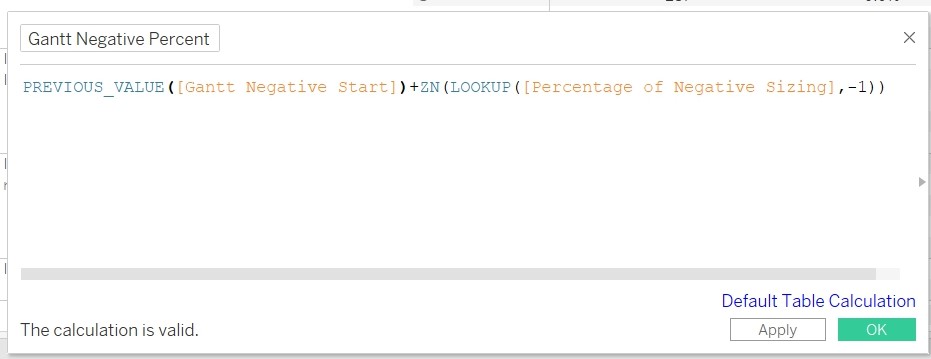 Gantt Negative Percent
PREVIOUS_VALUE([Gantt Negative Start])+ZN(LOOKUP([Percentage of Negative Sizing],-1))
Default Table Calculation
The calculation is valid.
Apply
OK